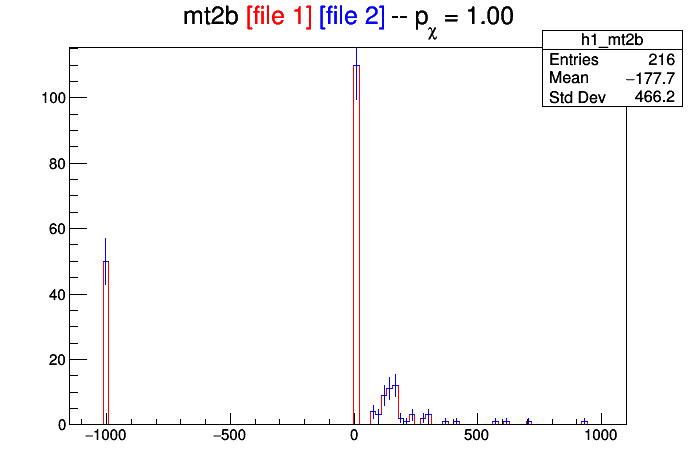 mt2b [file 1] [file 2] -- pχ = 1.00
h1_mt2b
Entries 216
Mean −177.7
Std Dev 466.2
100
80
60
40
20
0
−1000 −500 0 500 1000